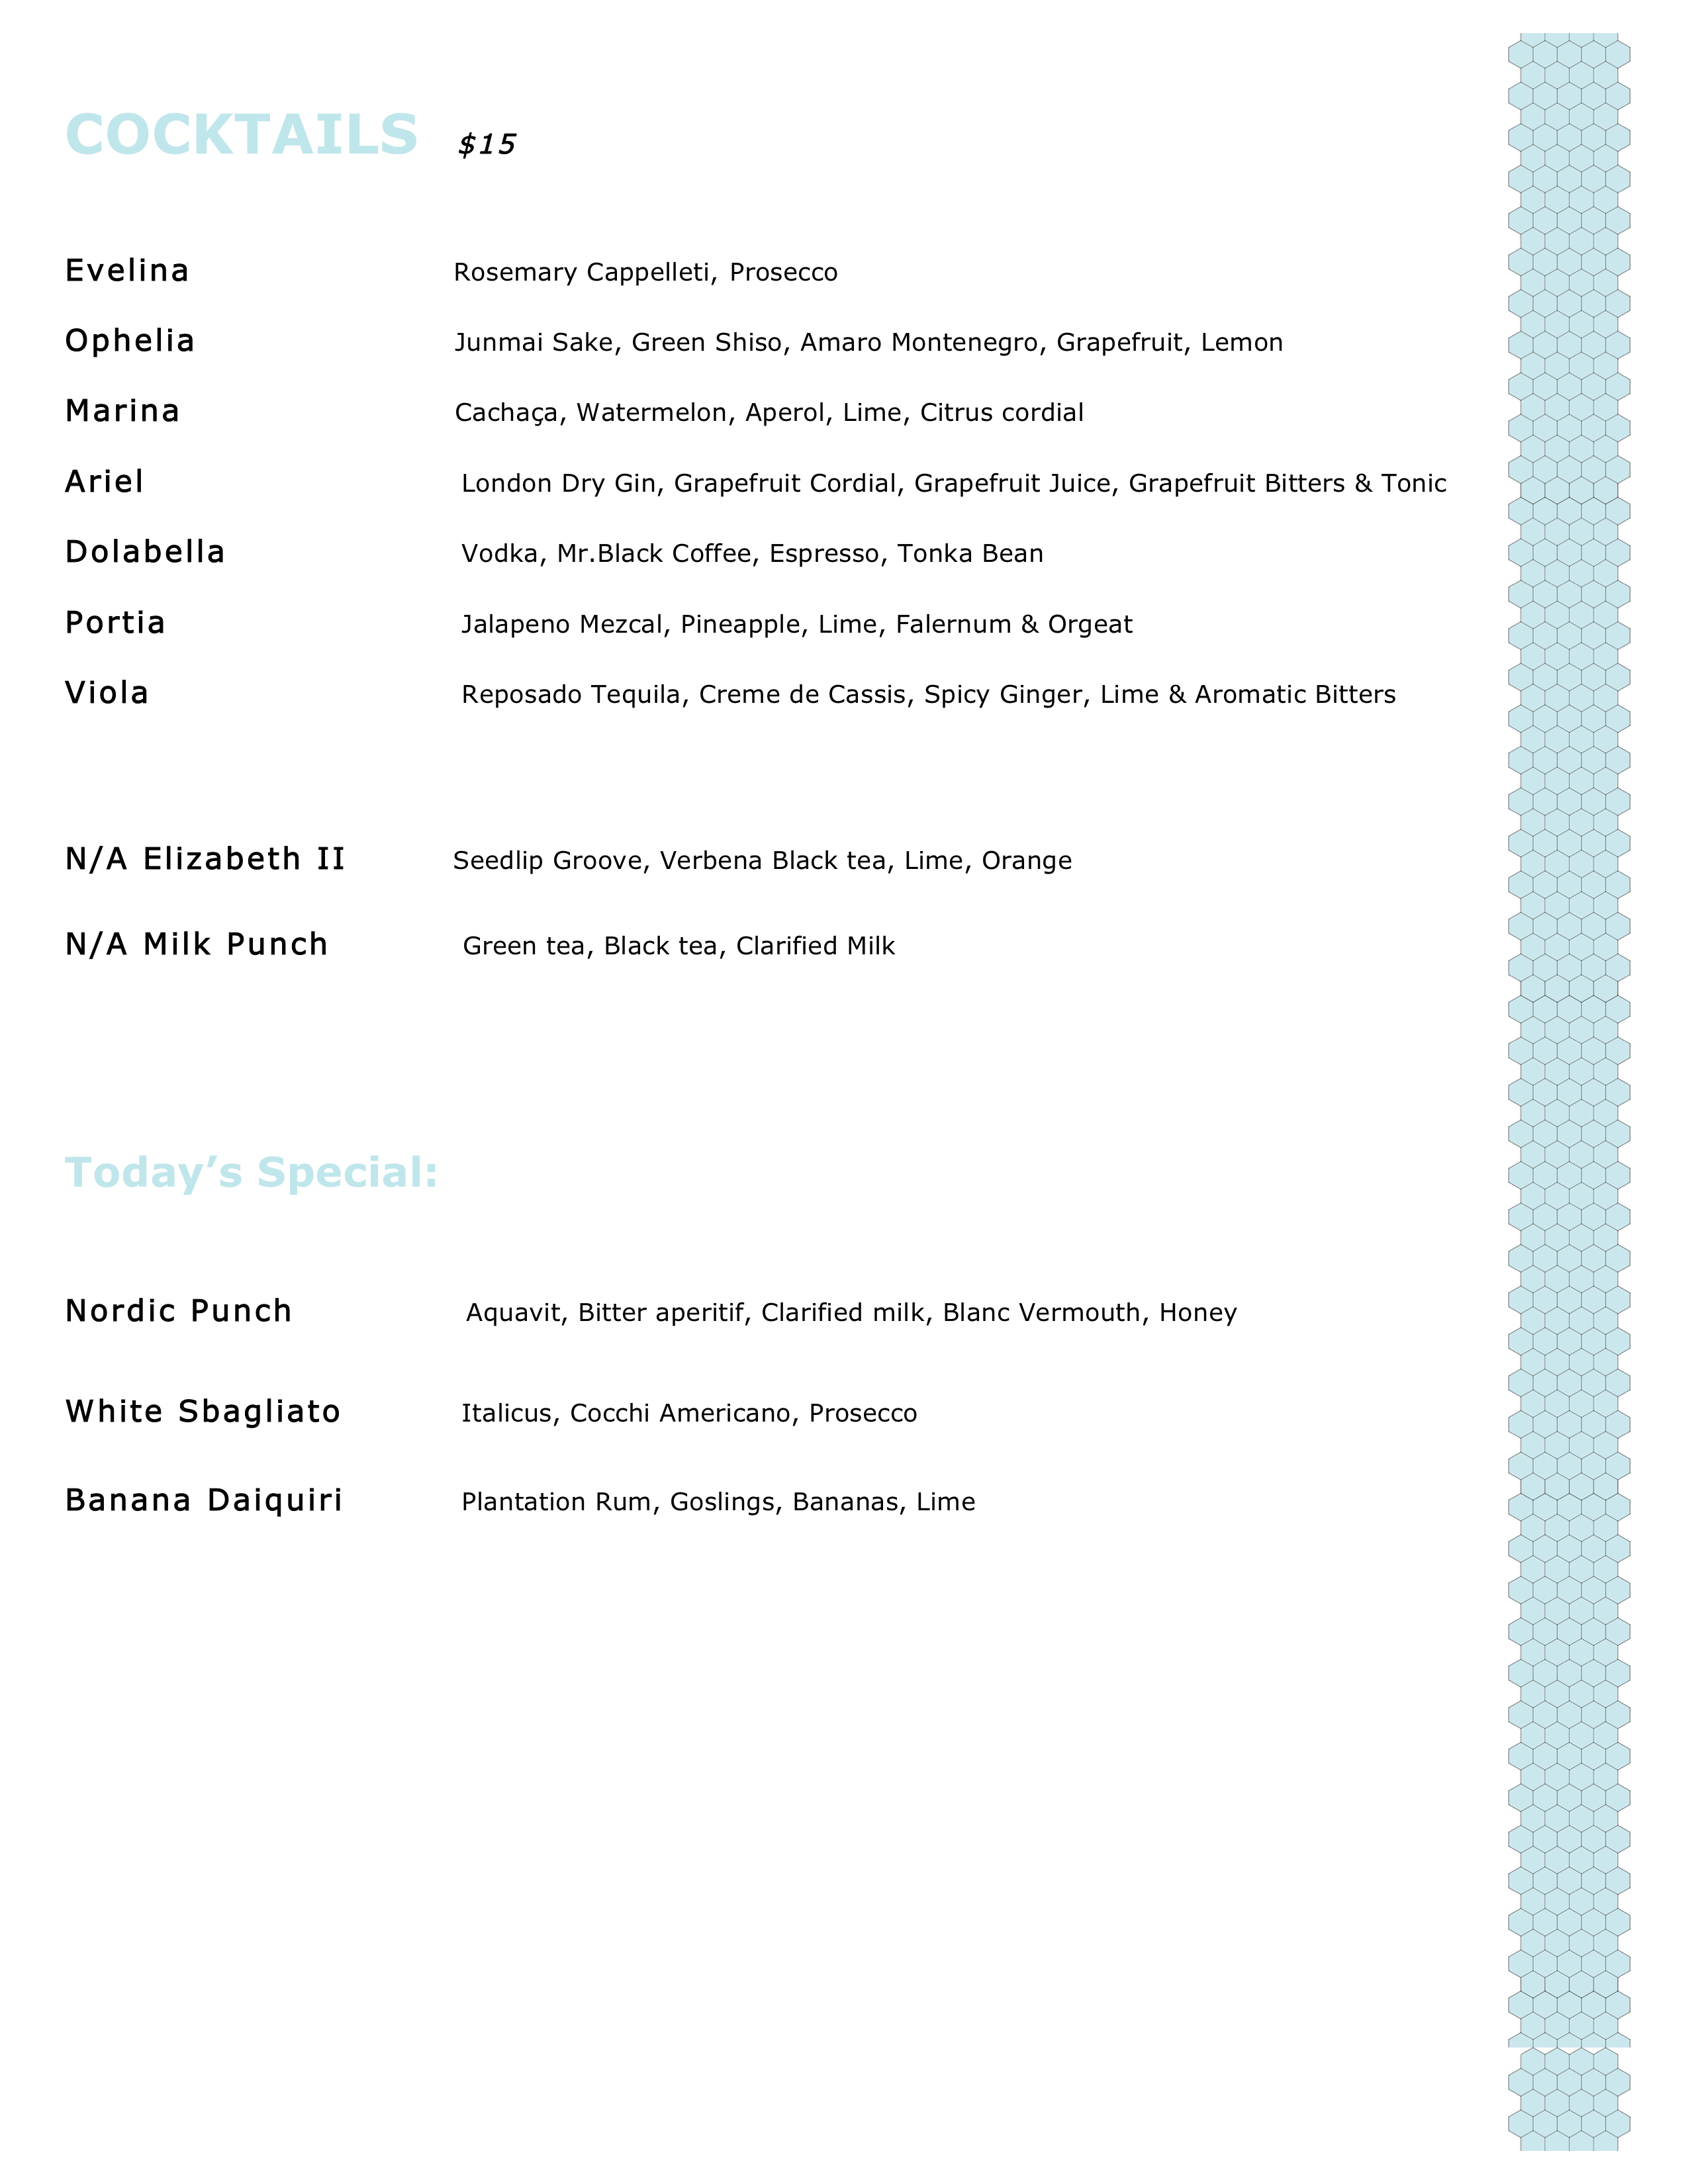 COCKTAILS $15
Evelina Rosemary Cappelleti, Prosecco
Ophelia Junmai Sake, Green Shiso, Amaro Montenegro, Grapefruit, Lemon
Marina Cachaça, Watermelon, Aperol, Lime, Citrus cordial
Ariel London Dry Gin, Grapefruit Cordial, Grapefruit Juice, Grapefruit Bitters & Tonic
Dolabella Vodka, Mr.Black Coffee, Espresso, Tonka Bean
Portia Jalapeno Mezcal, Pineapple, Lime, Falernum & Orgeat
Viola Reposado Tequila, Creme de Cassis, Spicy Ginger, Lime & Aromatic Bitters
N/A Elizabeth II Seedlip Groove, Verbena Black tea, Lime, Orange
N/A Milk Punch Green tea, Black tea, Clarified Milk
Today’s Special:
Nordic Punch Aquavit, Bitter aperitif, Clarified milk, Blanc Vermouth, Honey
White Sbagliato Italicus, Cocchi Americano, Prosecco
Banana Daiquiri Plantation Rum, Goslings, Bananas, Lime